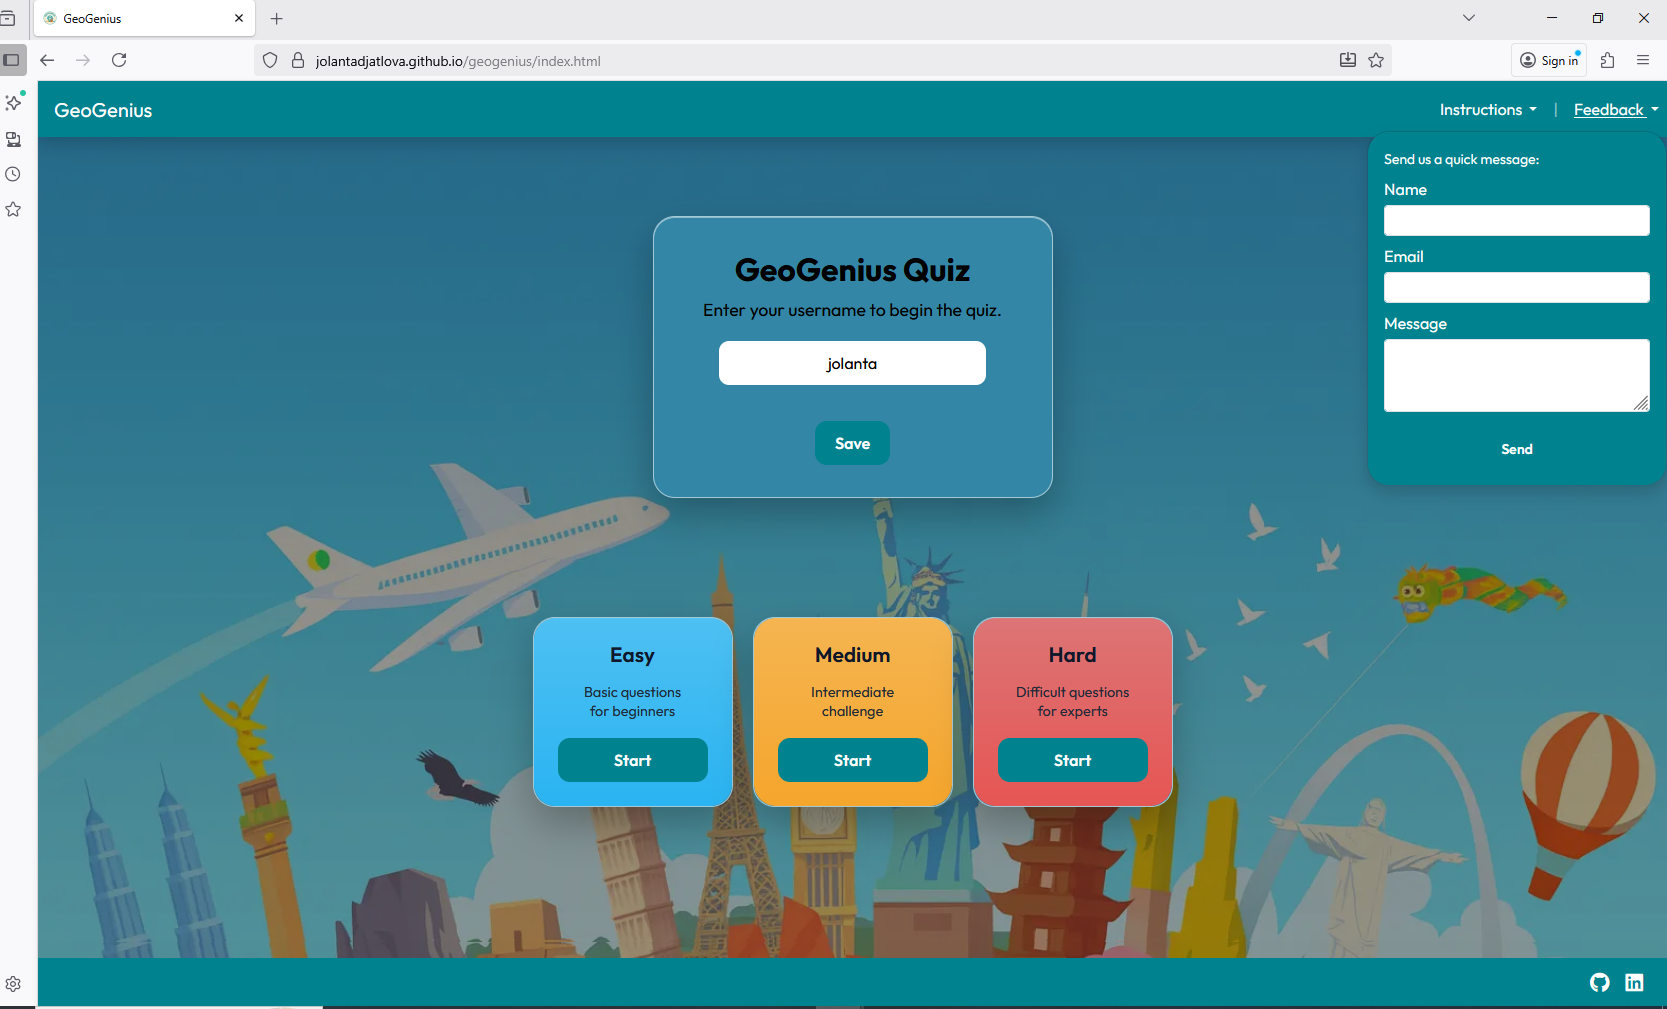 GeoGenius
Sign in
jolantadjatlova.github.io/geogenius/index.html
GeoGenius
Instructions
|
Feedback
Send us a quick message:
Name
Email
Message
Send
GeoGenius Quiz
Enter your username to begin the quiz.
jolanta
Save
Easy
Basic questions
for beginners
Start
Medium
Intermediate
challenge
Start
Hard
Difficult questions
for experts
Start